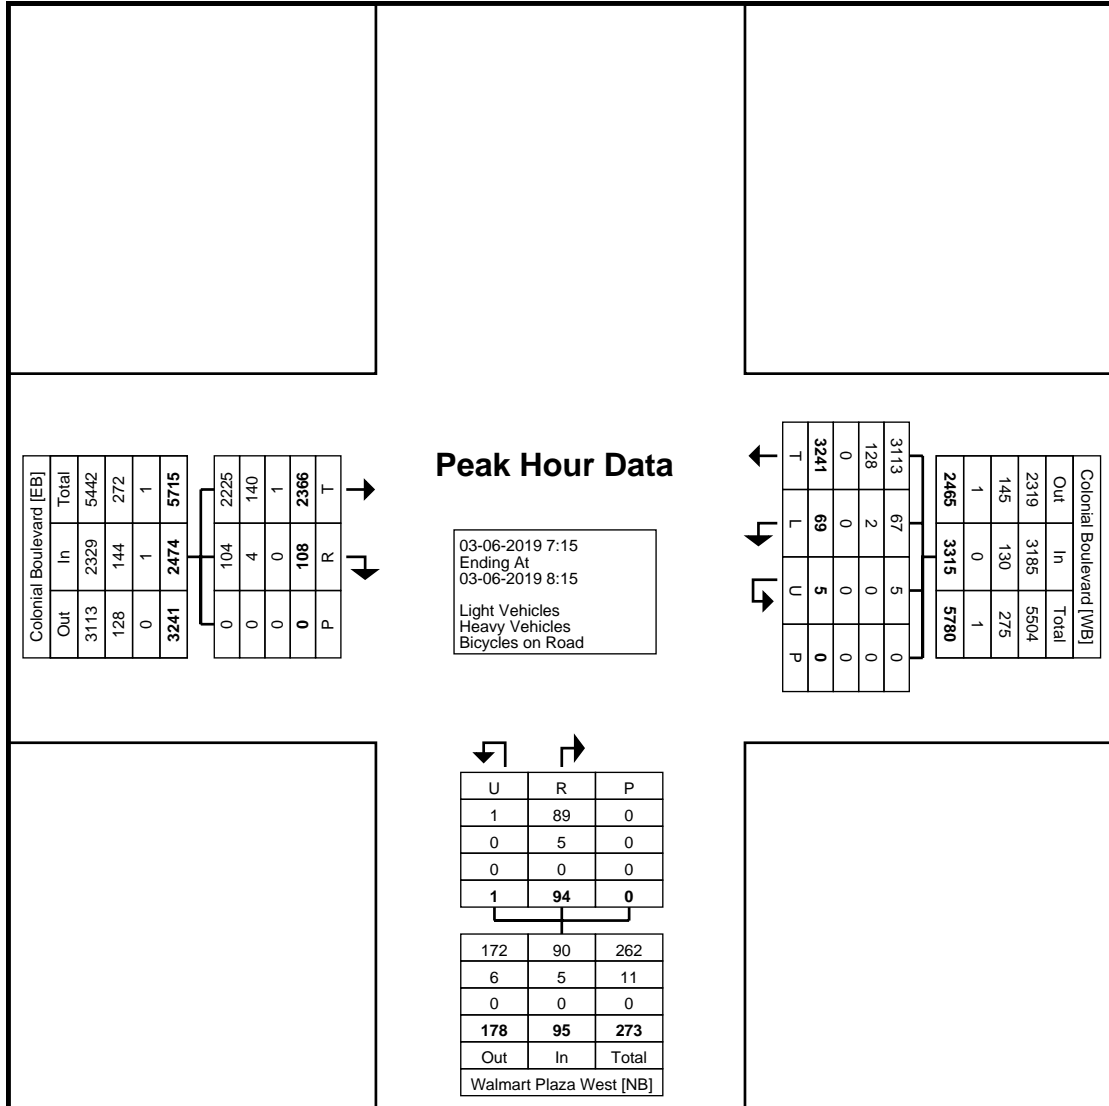 Peak Hour Data
03-06-2019 7:15
Ending At
03-06-2019 8:15
Light Vehicles
Heavy Vehicles
Bicycles on Road
Colonial Boulevard [EB]
Total In Out
5442 2329 3113
272 144 128
1 1 0
5715 2474 3241
2225 104 0
140 4 0
1 0 0
2366 108 0
T R P
Colonial Boulevard [WB]
Out In Total
2319 3185 5504
145 130 275
1 0 1
2465 3315 5780
3113 67 5 0
128 2 0 0
0 0 0 0
3241 69 5 0
T L U P
U R P
1 89 0
0 5 0
0 0 0
1 94 0
172 90 262
6 5 11
0 0 0
178 95 273
Out In Total
Walmart Plaza West [NB]